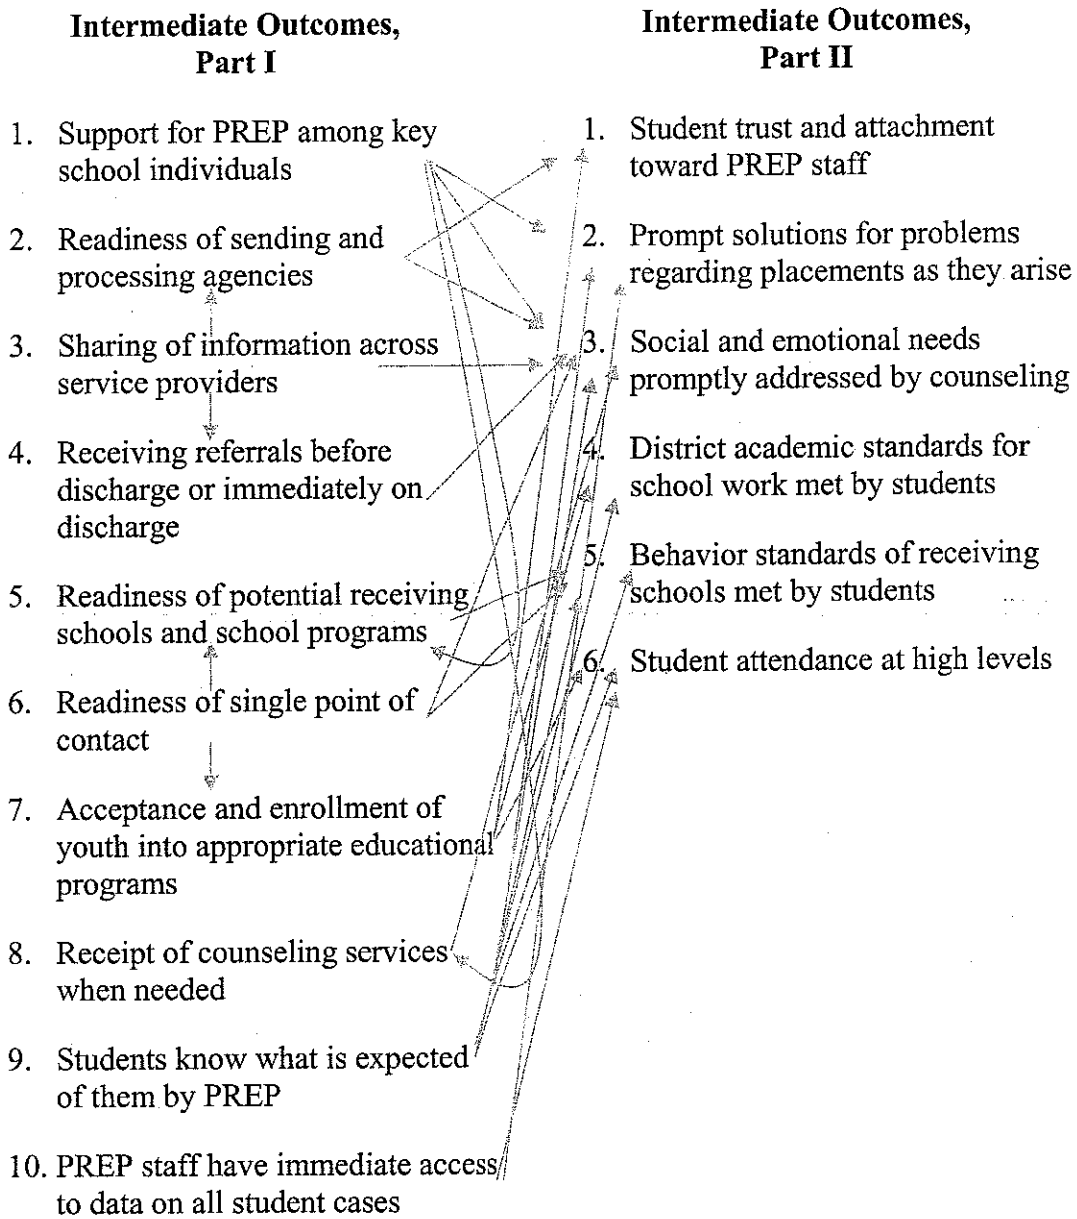 Intermediate Outcomes,
Part I
1. Support for PREP among key
school individuals
2. Readiness of sending and
processing agencies
3. Sharing of information across
service providers
4. Receiving referrals before
discharge or immediately on
discharge
5. Readiness of potential receiving
schools and school programs
6. Readiness of single point of
contact
7. Acceptance and enrollment of
youth into appropriate educational
programs
8. Receipt of counseling services
when needed
9. Students know what is expected
of them by PREP
10. PREP staff have immediate access
to data on all student cases
Intermediate Outcomes,
Part II
1. Student trust and attachment
toward PREP staff
2. Prompt solutions for problems
regarding placements as they arise
3. Social and emotional needs
promptly addressed by counseling
4. District academic standards for
school work met by students
5. Behavior standards of receiving
schools met by students
6. Student attendance at high levels